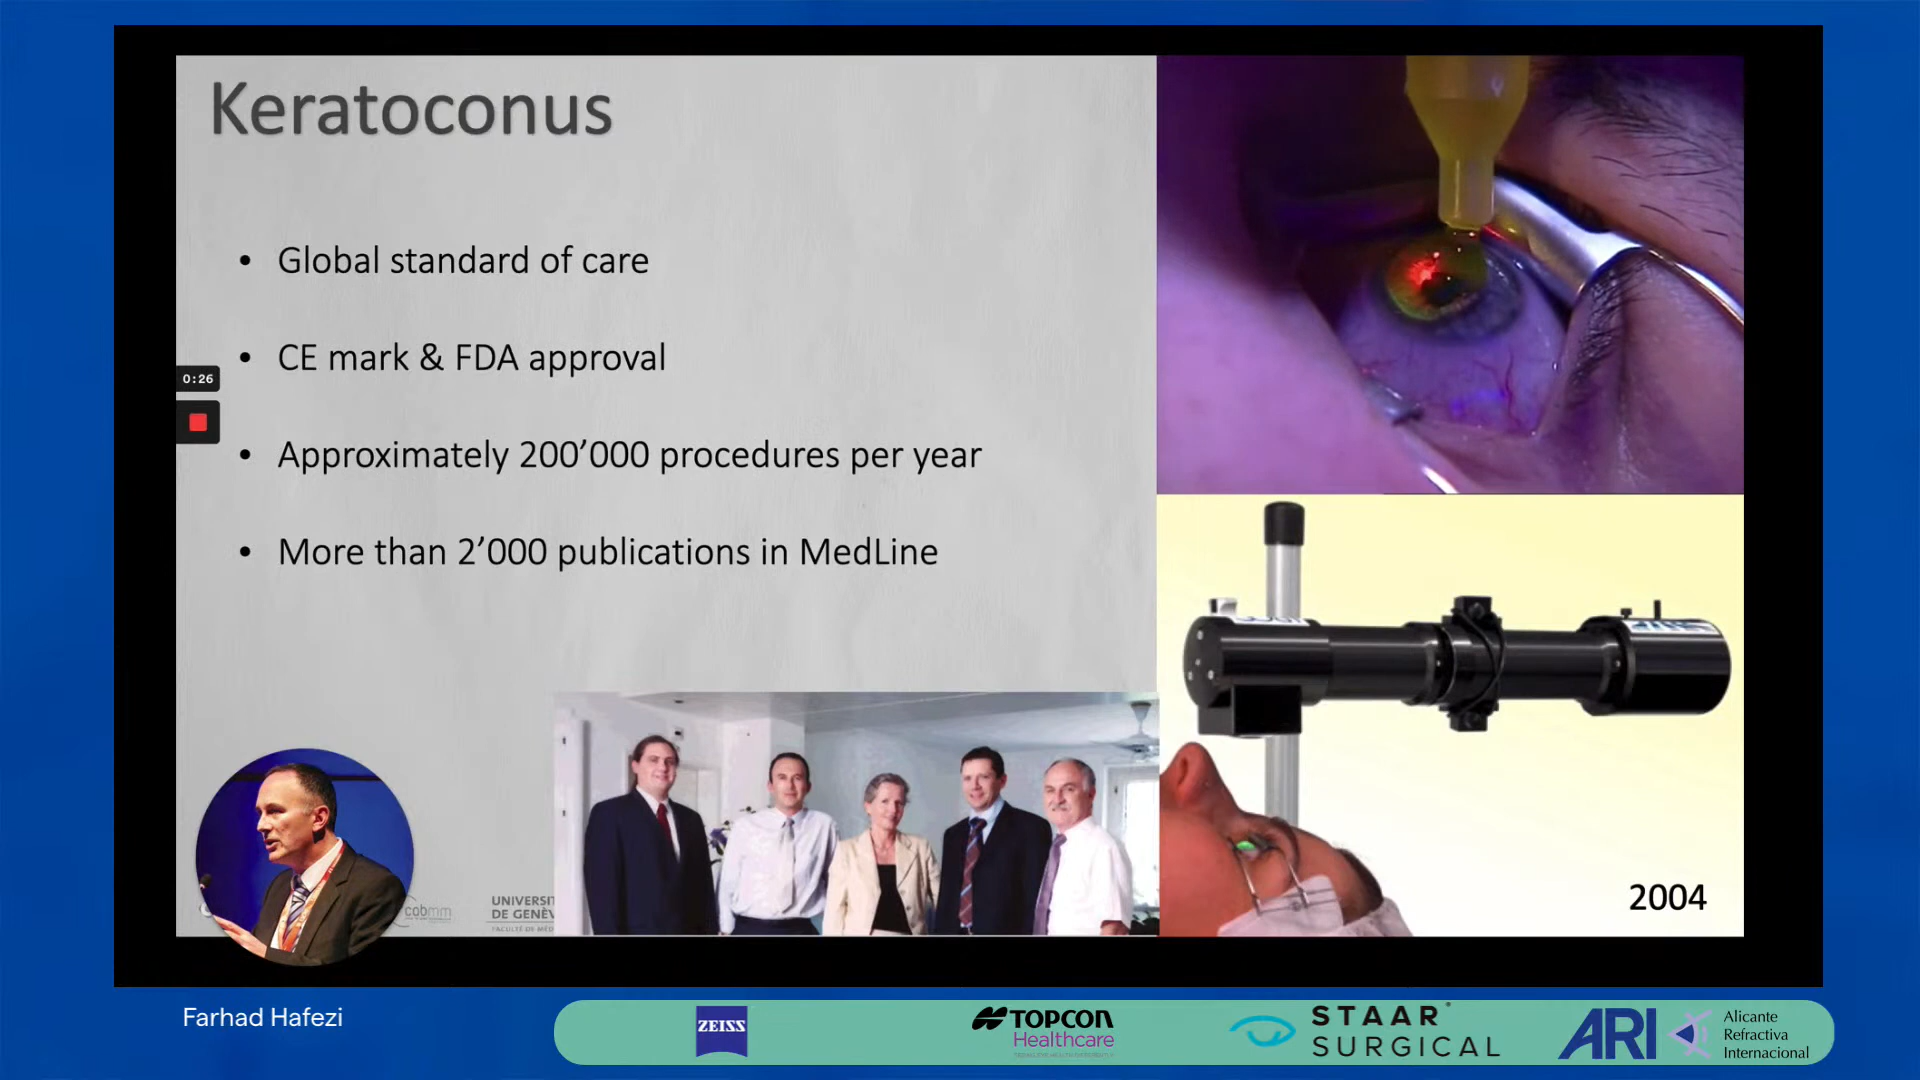 Keratoconus
• Global standard of care
• CE mark & FDA approval
0:26
• Approximately 200’000 procedures per year
• More than 2’000 publications in MedLine
2004
cabmm
UNIVERSIT
DE GENÈV
FACULTÉ DE MÉD
Farhad Hafezi
ZEISS
TOPCON
Healthcare
STAAR
SURGICAL
ARI
Alicante
Refractiva
Internacional